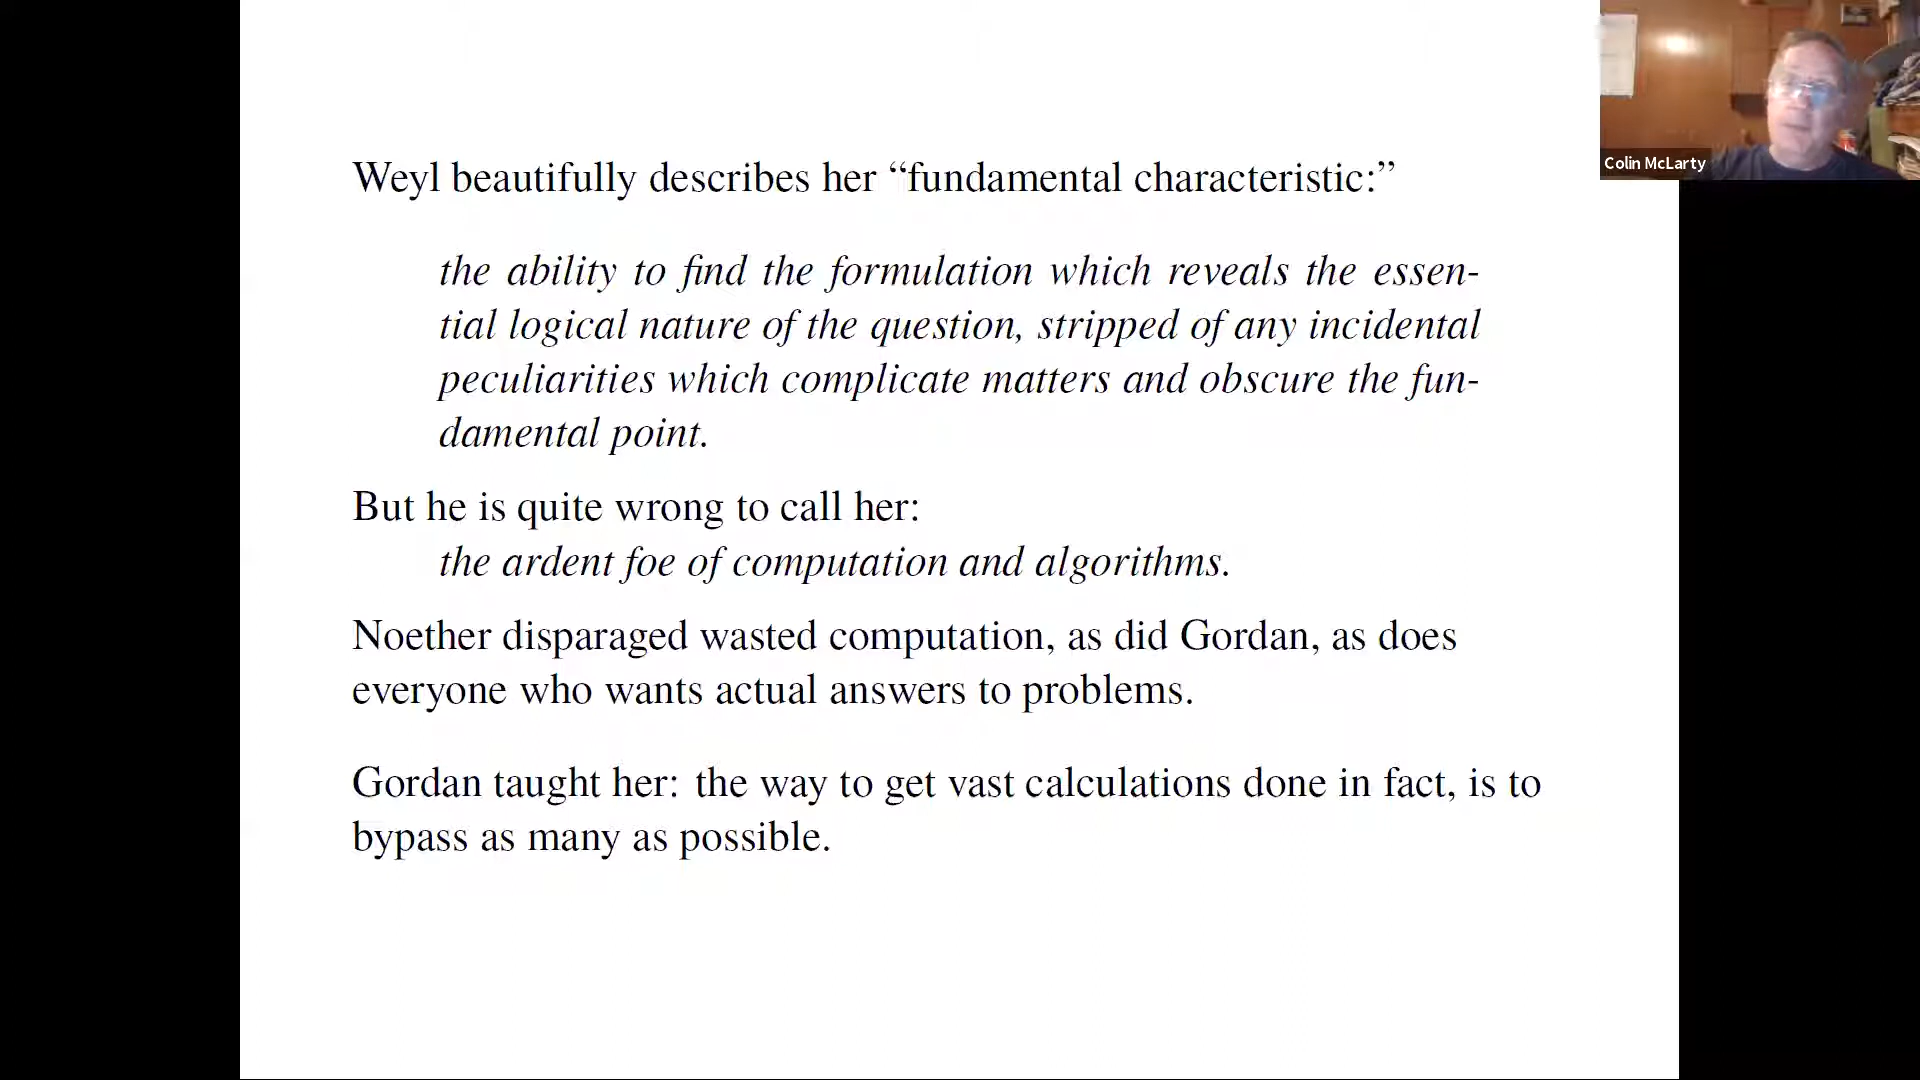 Weyl beautifully describes her “fundamental characteristic:”
the ability to find the formulation which reveals the essen-
tial logical nature of the question, stripped of any incidental
peculiarities which complicate matters and obscure the fun-
damental point.
But he is quite wrong to call her:
the ardent foe of computation and algorithms.
Noether disparaged wasted computation, as did Gordan, as does
everyone who wants actual answers to problems.
Gordan taught her: the way to get vast calculations done in fact, is to
bypass as many as possible.
Colin McLarty